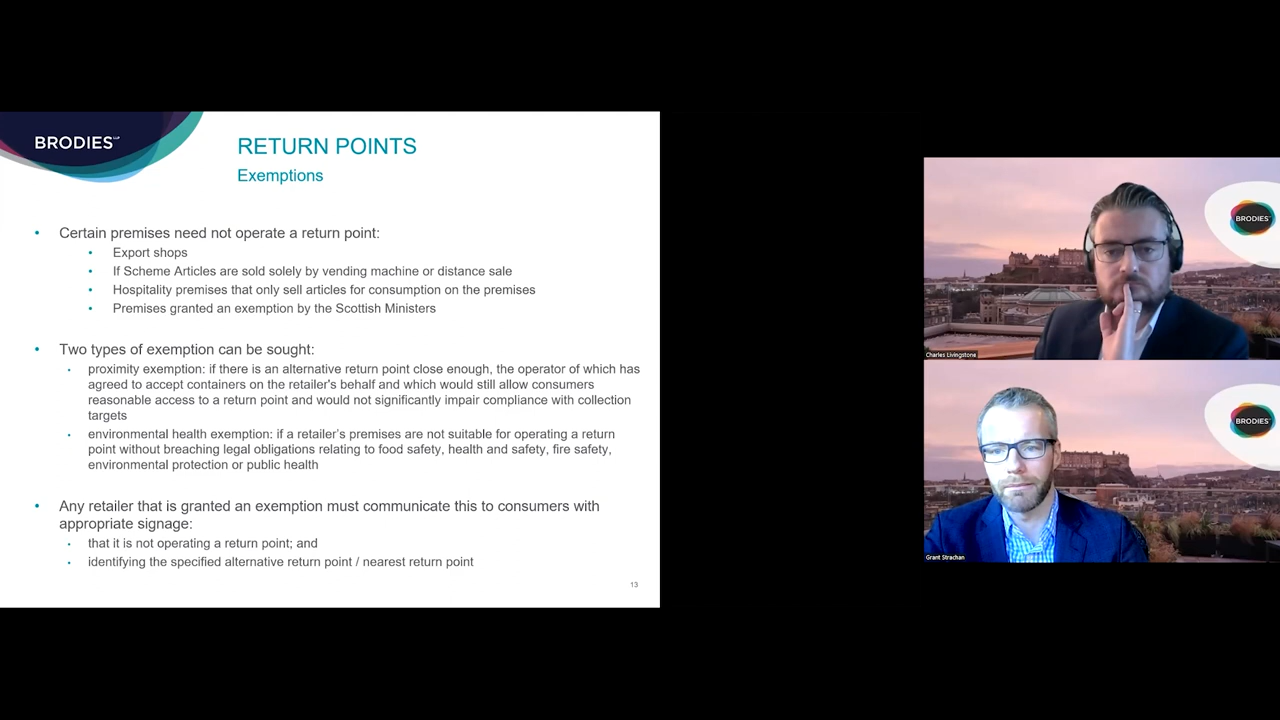 BRODIES LLP
RETURN POINTS
Exemptions
• Certain premises need not operate a return point:
• Export shops
• If Scheme Articles are sold solely by vending machine or distance sale
• Hospitality premises that only sell articles for consumption on the premises
• Premises granted an exemption by the Scottish Ministers
• Two types of exemption can be sought:
• proximity exemption: if there is an alternative return point close enough, the operator of which has
agreed to accept containers on the retailer's behalf and which would still allow consumers
reasonable access to a return point and would not significantly impair compliance with collection
targets
• environmental health exemption: if a retailer's premises are not suitable for operating a return
point without breaching legal obligations relating to food safety, health and safety, fire safety,
environmental protection or public health
• Any retailer that is granted an exemption must communicate this to consumers with
appropriate signage:
• that it is not operating a return point; and
• identifying the specified alternative return point / nearest return point
13
BRODIES
Charles Livingstone
BRODIES
Grant Strachan